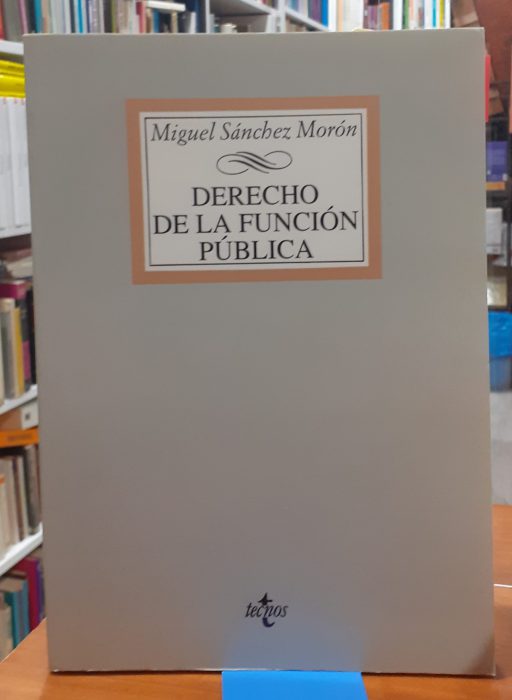 Miguel Sánchez Morón
DERECHO
DE LA FUNCIÓN
PÚBLICA
tecnos